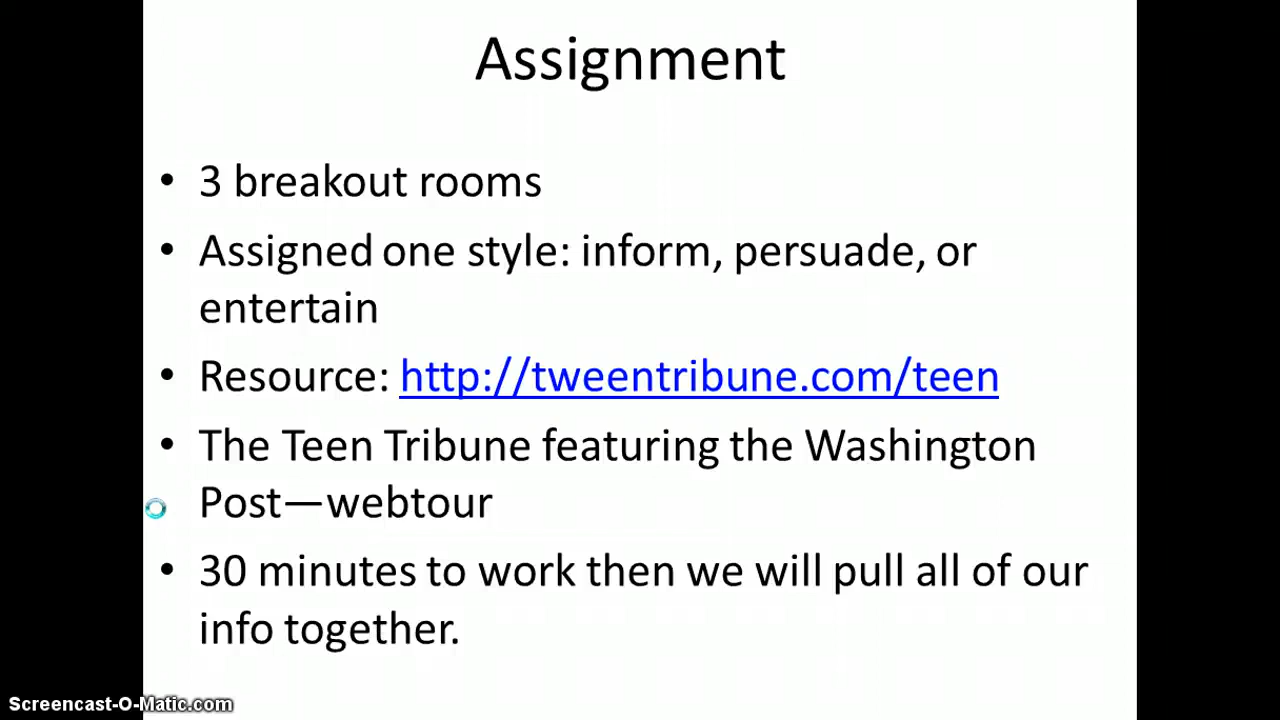 Assignment
• 3 breakout rooms
• Assigned one style: inform, persuade, or
entertain
• Resource: http://tweentribune.com/teen
• The Teen Tribune featuring the Washington
Post—webtour
• 30 minutes to work then we will pull all of our
info together.
Screencast-O-Matic.com